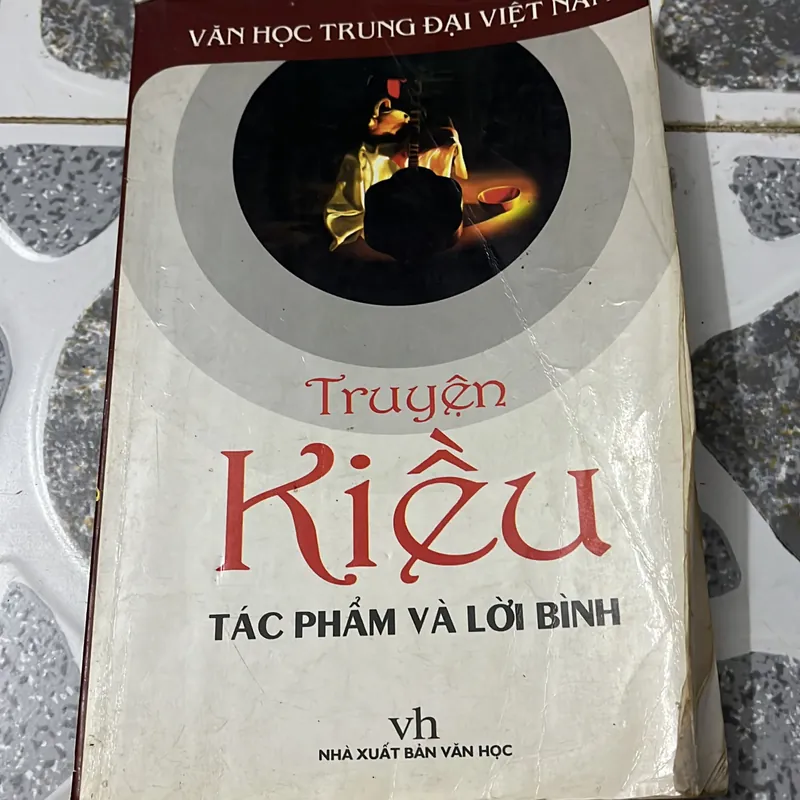 VĂN HỌC TRUNG ĐẠI VIỆT NAM
Truyện
Kiều
TÁC PHẨM VÀ LỜI BÌNH
vh
NHÀ XUẤT BẢN VĂN HỌC